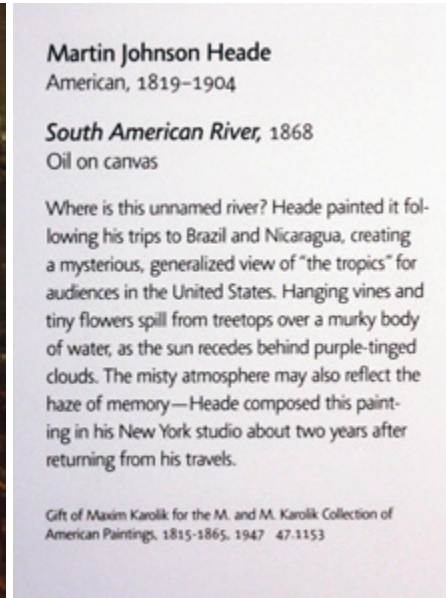 Martin Johnson Heade
American, 1819–1904
South American River, 1868
Oil on canvas
Where is this unnamed river? Heade painted it fol-
lowing his trips to Brazil and Nicaragua, creating
a mysterious, generalized view of “the tropics” for
audiences in the United States. Hanging vines and
tiny flowers spill from treetops over a murky body
of water, as the sun recedes behind purple-tinged
clouds. The misty atmosphere may also reflect the
haze of memory—Heade composed this paint-
ing in his New York studio about two years after
returning from his travels.
Gift of Maxim Karolik for the M. and M. Karolik Collection of
American Paintings, 1815-1865, 1947 47.1153